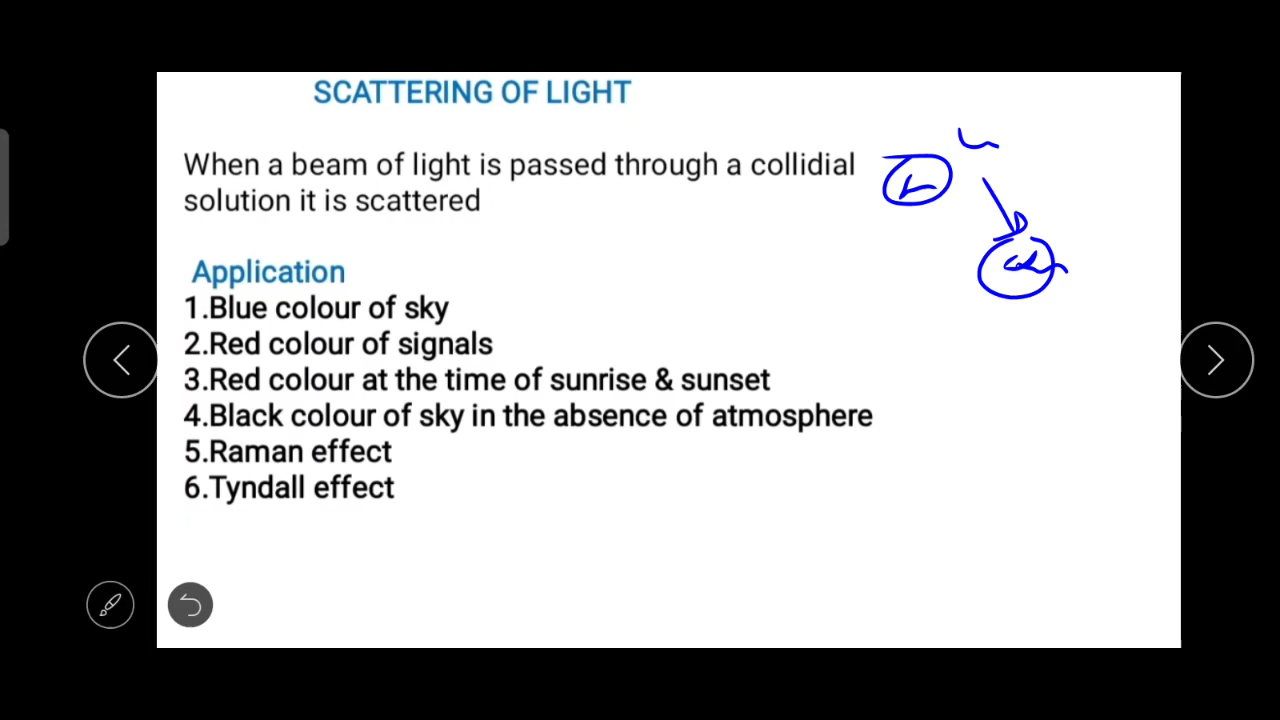 SCATTERING OF LIGHT
When a beam of light is passed through a collidial
solution it is scattered
Application
1.Blue colour of sky
2.Red colour of signals
3.Red colour at the time of sunrise & sunset
4.Black colour of sky in the absence of atmosphere
5.Raman effect
6.Tyndall effect